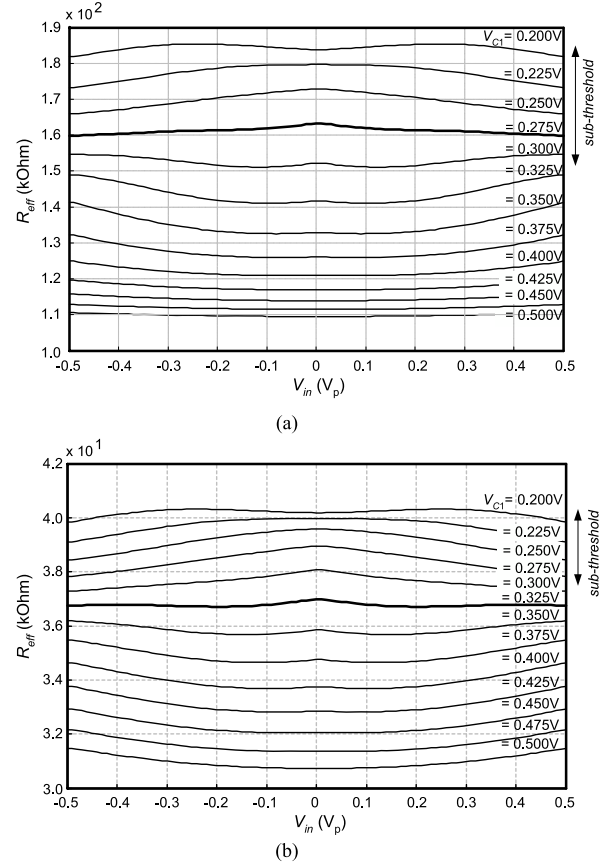 x 10²
1.9
1.8
1.7
1.6
1.5
1.4
1.3
1.2
1.1
1.0
R_eff (kOhm)
V_C1 = 0.200V
= 0.225V
= 0.250V
= 0.275V
= 0.300V
= 0.325V
= 0.350V
= 0.375V
= 0.400V
= 0.425V
= 0.450V
= 0.500V
sub-threshold
-0.5 -0.4 -0.3 -0.2 -0.1 0 0.1 0.2 0.3 0.4 0.5
V_in (V_p)
(a)
x 10¹
4.2
4.0
3.8
3.6
3.4
3.2
3.0
R_eff (kOhm)
V_C1 = 0.200V
= 0.225V
= 0.250V
= 0.275V
= 0.300V
= 0.325V
= 0.350V
= 0.375V
= 0.400V
= 0.425V
= 0.450V
= 0.475V
= 0.500V
sub-threshold
-0.5 -0.4 -0.3 -0.2 -0.1 0 0.1 0.2 0.3 0.4 0.5
V_in (V_p)
(b)